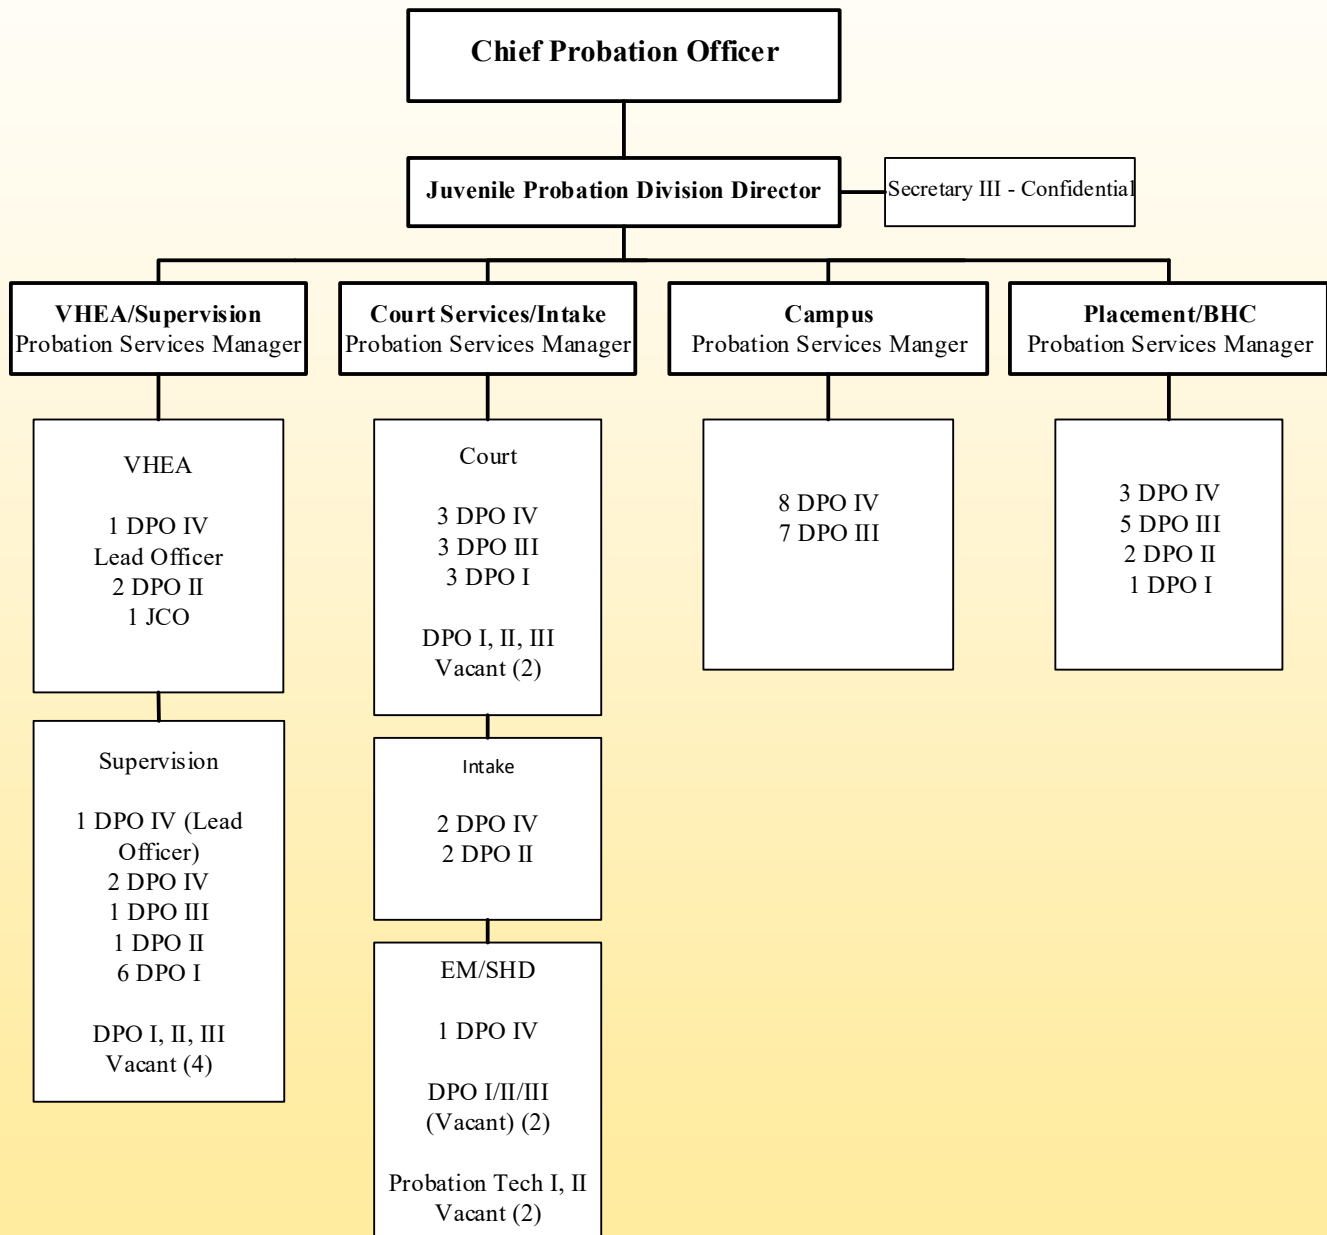 Chief Probation Officer
Juvenile Probation Division Director
Secretary III - Confidential
VHEA/Supervision
Probation Services Manager
Court Services/Intake
Probation Services Manager
Campus
Probation Services Manger
Placement/BHC
Probation Services Manager
VHEA
1 DPO IV
Lead Officer
2 DPO II
1 JCO
Supervision
1 DPO IV (Lead
Officer)
2 DPO IV
1 DPO III
1 DPO II
6 DPO I
DPO I, II, III
Vacant (4)
Court
3 DPO IV
3 DPO III
3 DPO I
DPO I, II, III
Vacant (2)
Intake
2 DPO IV
2 DPO II
EM/SHD
1 DPO IV
DPO I/II/III
(Vacant) (2)
Probation Tech I, II
Vacant (2)
8 DPO IV
7 DPO III
3 DPO IV
5 DPO III
2 DPO II
1 DPO I